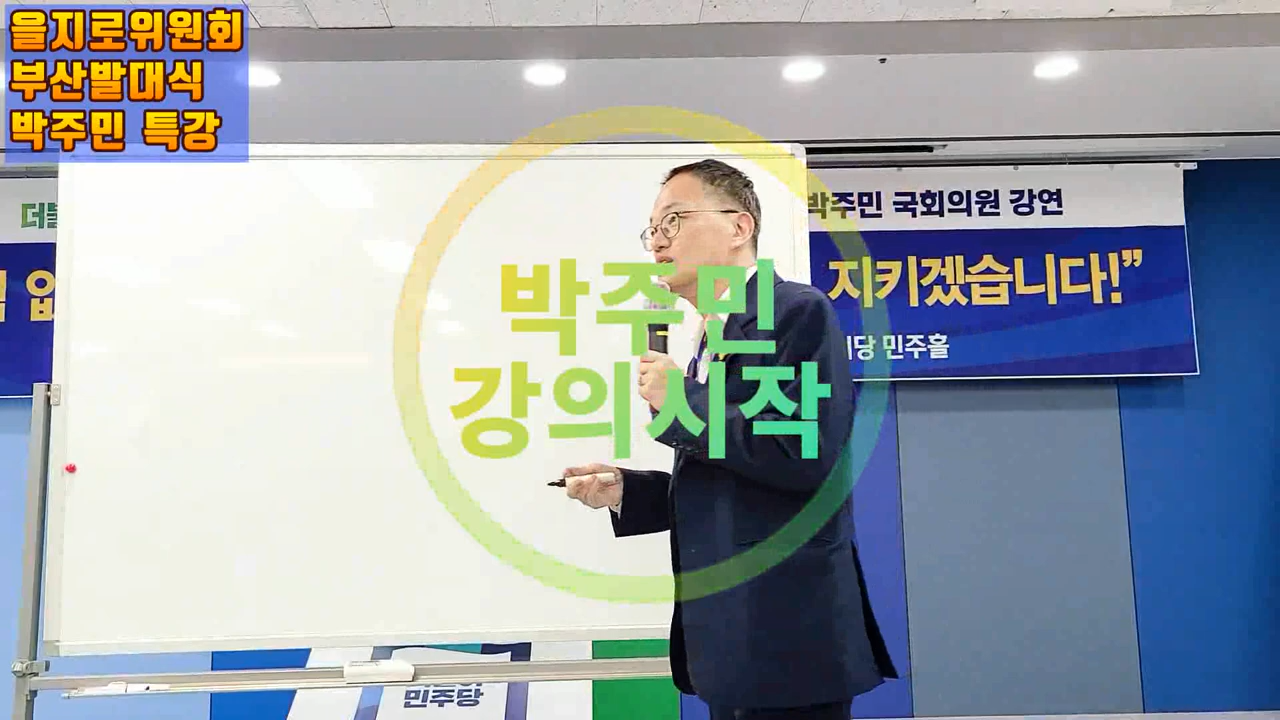 을지로위원회
부산발대식
박주민 특강
박주민 국회의원 강연
지키겠습니다!”
민주홀
박주민
강의시작
민주당